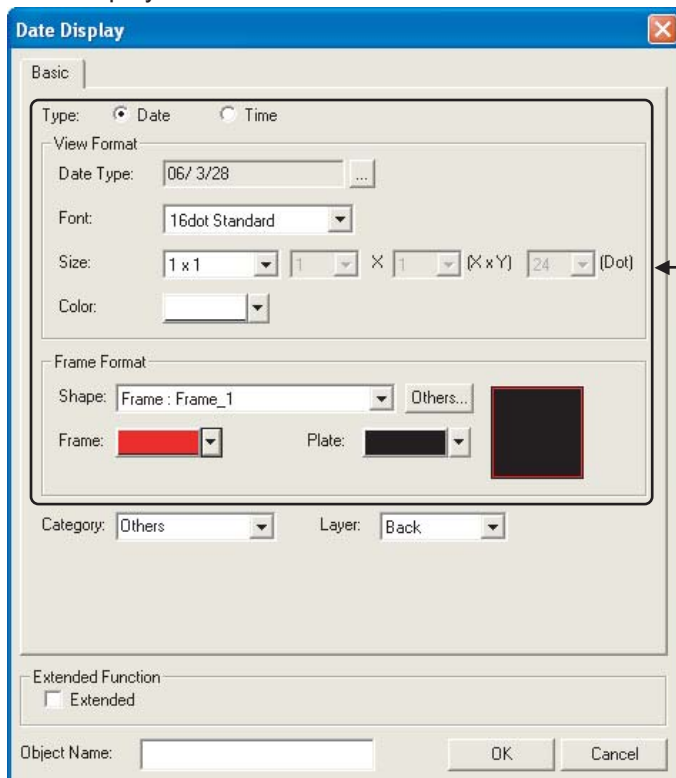 Date Display
Basic
Type: Date Time
View Format
Date Type: 06/ 3/28 ...
Font: 16dot Standard
Size: 1 x 1 1 X 1 (X x Y) 24 (Dot)
Color:
Frame Format
Shape: Frame : Frame_1 Others...
Frame: Plate:
Category: Others Layer: Back
Extended Function
Extended
Object Name: OK Cancel